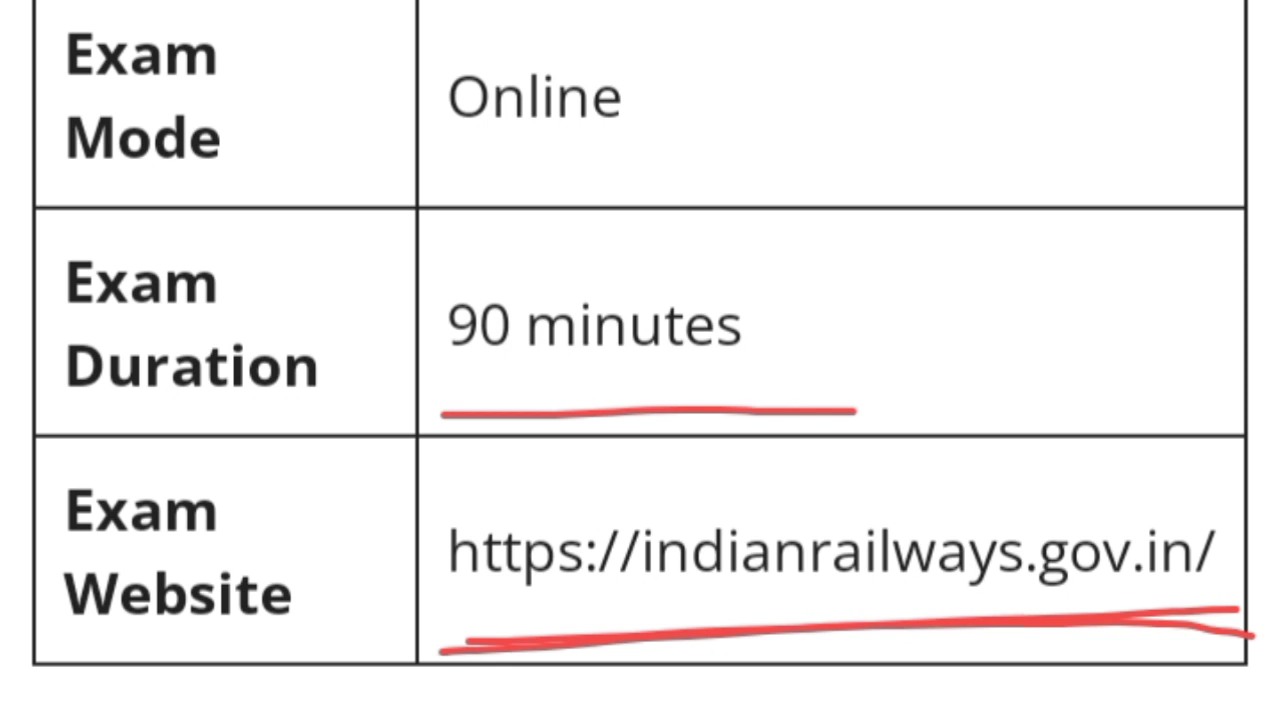 Exam
Mode
Online
Exam
Duration
90 minutes
Exam
Website
https://indianrailways.gov.in/